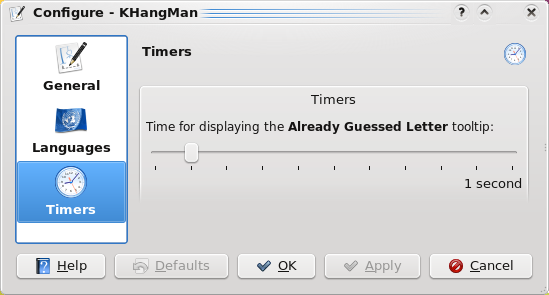 Configure - KHangMan
?
General
Languages
Timers
Timers
Timers
Time for displaying the Already Guessed Letter tooltip:
1 second
Help
Defaults
OK
Apply
Cancel